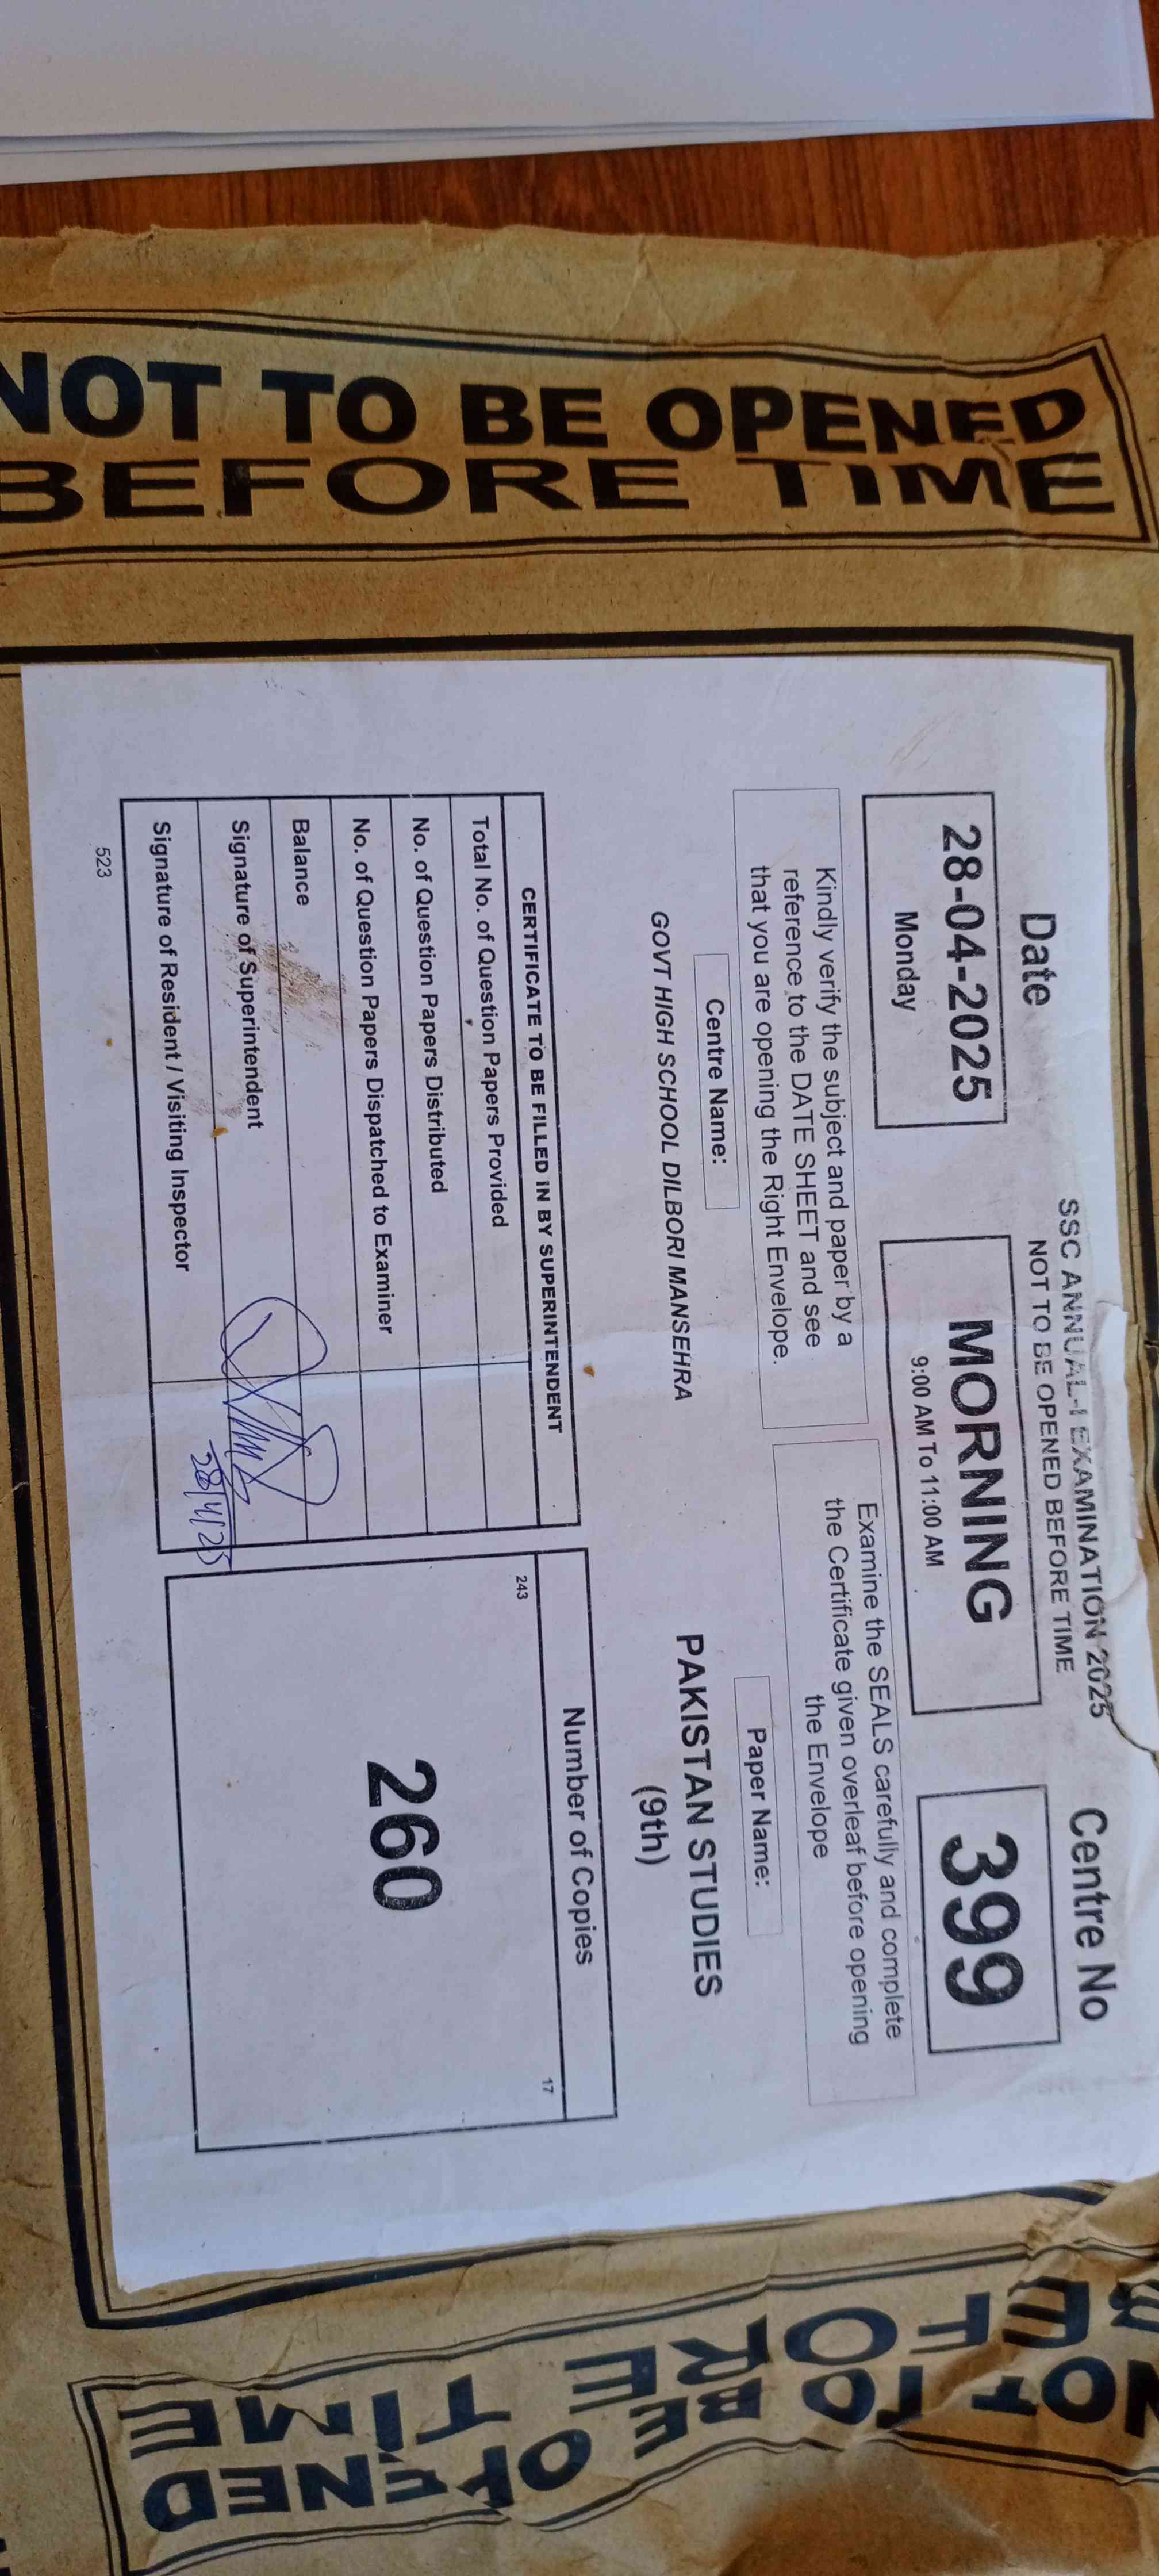 NOT TO BE OPENED
BEFORE TIME
SSC ANNUAL-I EXAMINATION 2025
NOT TO BE OPENED BEFORE TIME
Date
28-04-2025
Monday
MORNING
9:00 AM To 11:00 AM
Centre No
399
Kindly verify the subject and paper by a
reference to the DATE SHEET and see
that you are opening the Right Envelope.
Examine the SEALS carefully and complete
the Certificate given overleaf before opening
the Envelope
Centre Name:
GOVT HIGH SCHOOL DILBORI MANSEHRA
Paper Name:
PAKISTAN STUDIES
(9th)
CERTIFICATE TO BE FILLED IN BY SUPERINTENDENT
Total No. of Question Papers Provided
No. of Question Papers Distributed
No. of Question Papers Dispatched to Examiner
Balance
Signature of Superintendent
Signature of Resident / Visiting Inspector
28/4/25
523
Number of Copies
243
17
260
NOT TO BE OPENED
BEFORE TIME